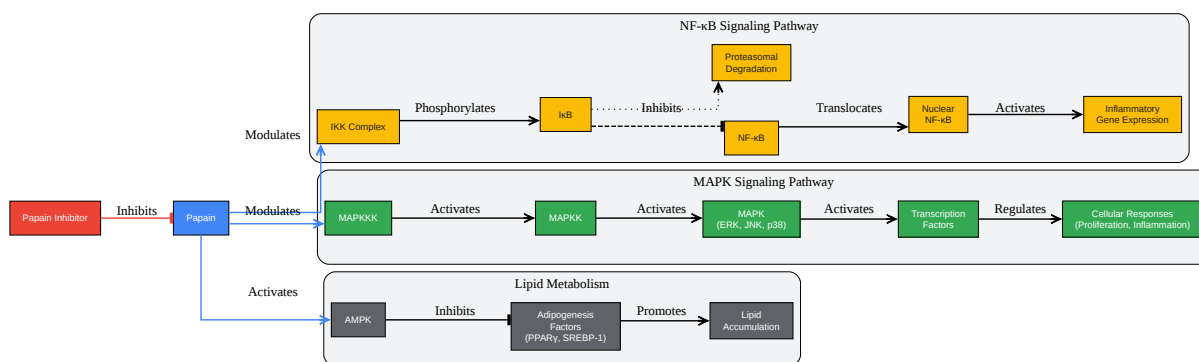 NF-κB Signaling Pathway
Proteasomal
Degradation
Phosphorylates
Inhibits
Translocates
Activates
Modulates
IKK Complex
IκB
NF-κB
Nuclear
NF-κB
Inflammatory
Gene Expression
MAPK Signaling Pathway
Papain Inhibitor
Inhibits
Papain
Modulates
MAPKKK
Activates
MAPKK
Activates
MAPK
(ERK, JNK, p38)
Activates
Transcription
Factors
Regulates
Cellular Responses
(Proliferation, Inflammation)
Lipid Metabolism
Activates
AMPK
Inhibits
Adipogenesis
Factors
(PPARγ, SREBP-1)
Promotes
Lipid
Accumulation